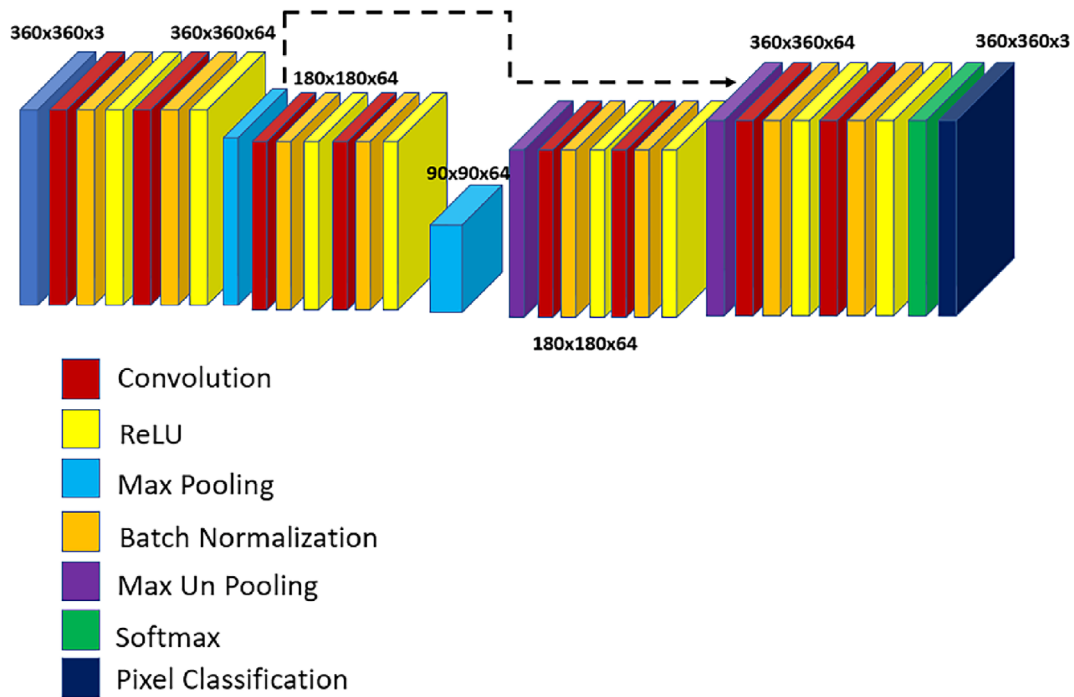 360x360x3
360x360x64
180x180x64
90x90x64
180x180x64
360x360x64
360x360x3
Convolution
ReLU
Max Pooling
Batch Normalization
Max Un Pooling
Softmax
Pixel Classification